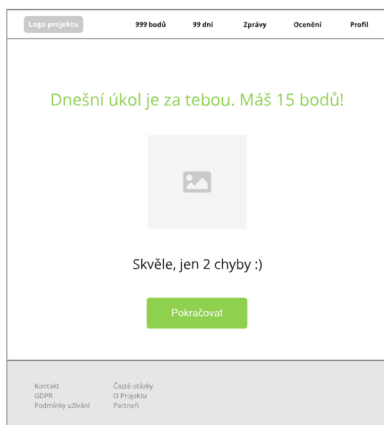 Logo projektu 999 bodů 99 dní Zprávy Ocenění Profil
Dnešní úkol je za tebou. Máš 15 bodů!
Skvěle, jen 2 chyby :)
Pokračovat
Kontakt Časté otázky
GDPR O Projektu
Podmínky užívání Partneři